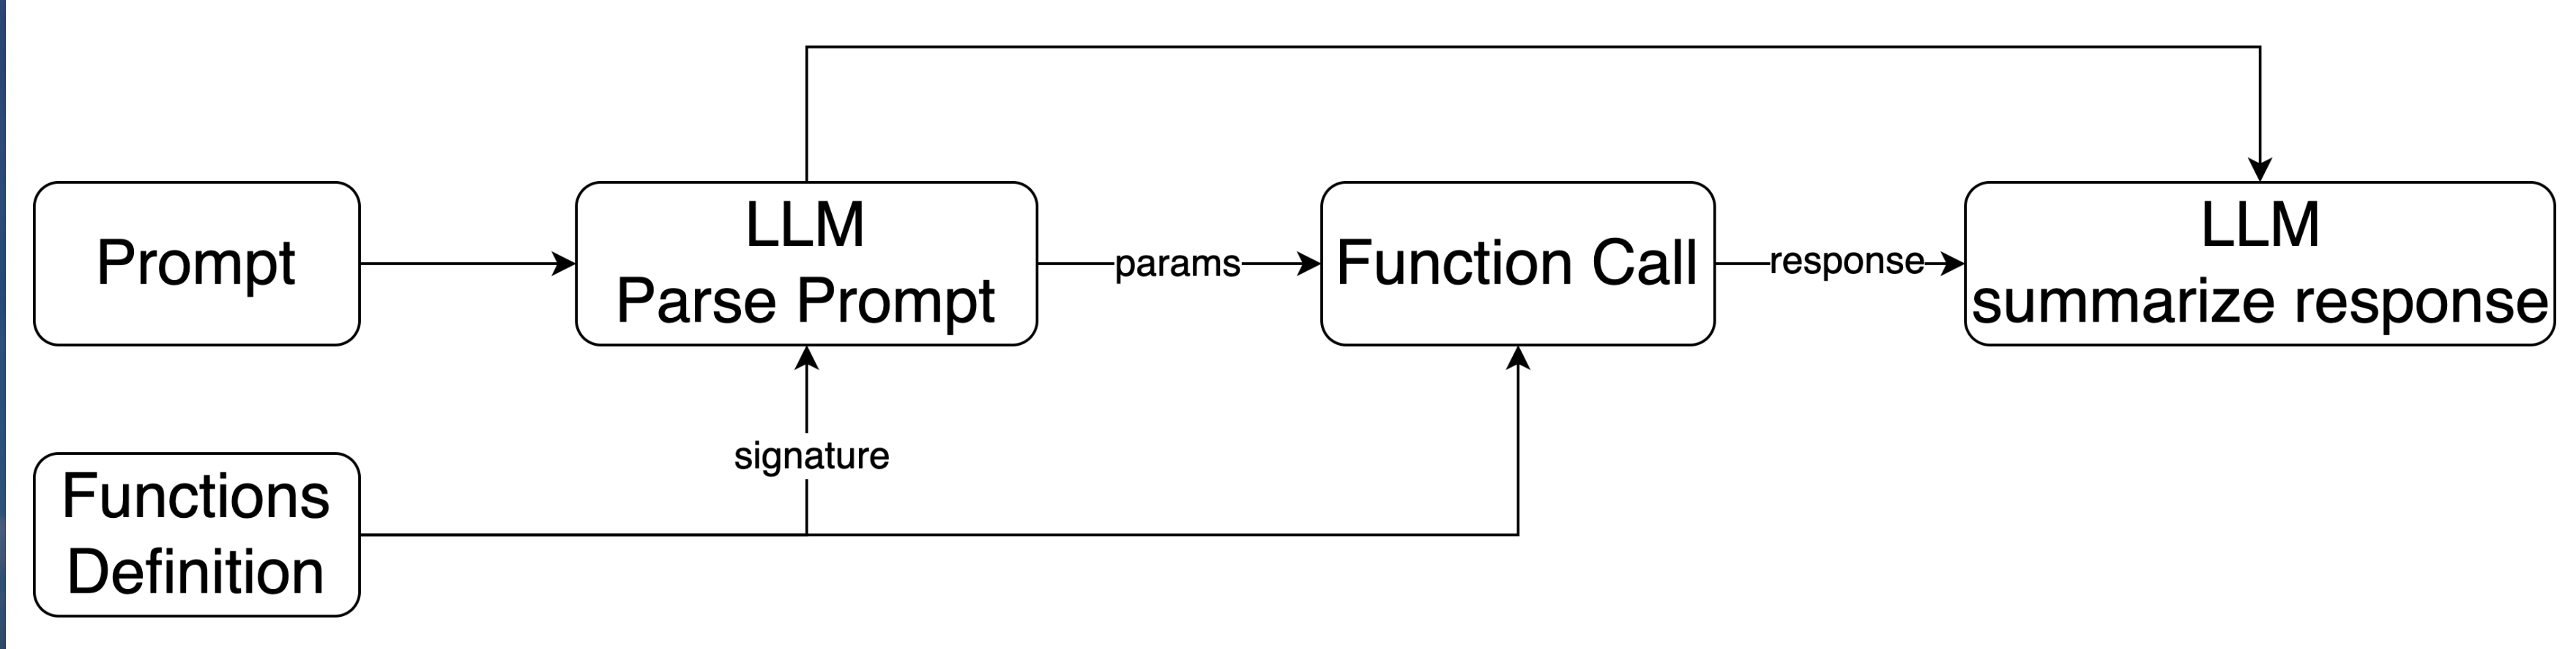 Prompt
LLM
Parse Prompt
params
Function Call
response
LLM
summarize response
signature
Functions
Definition